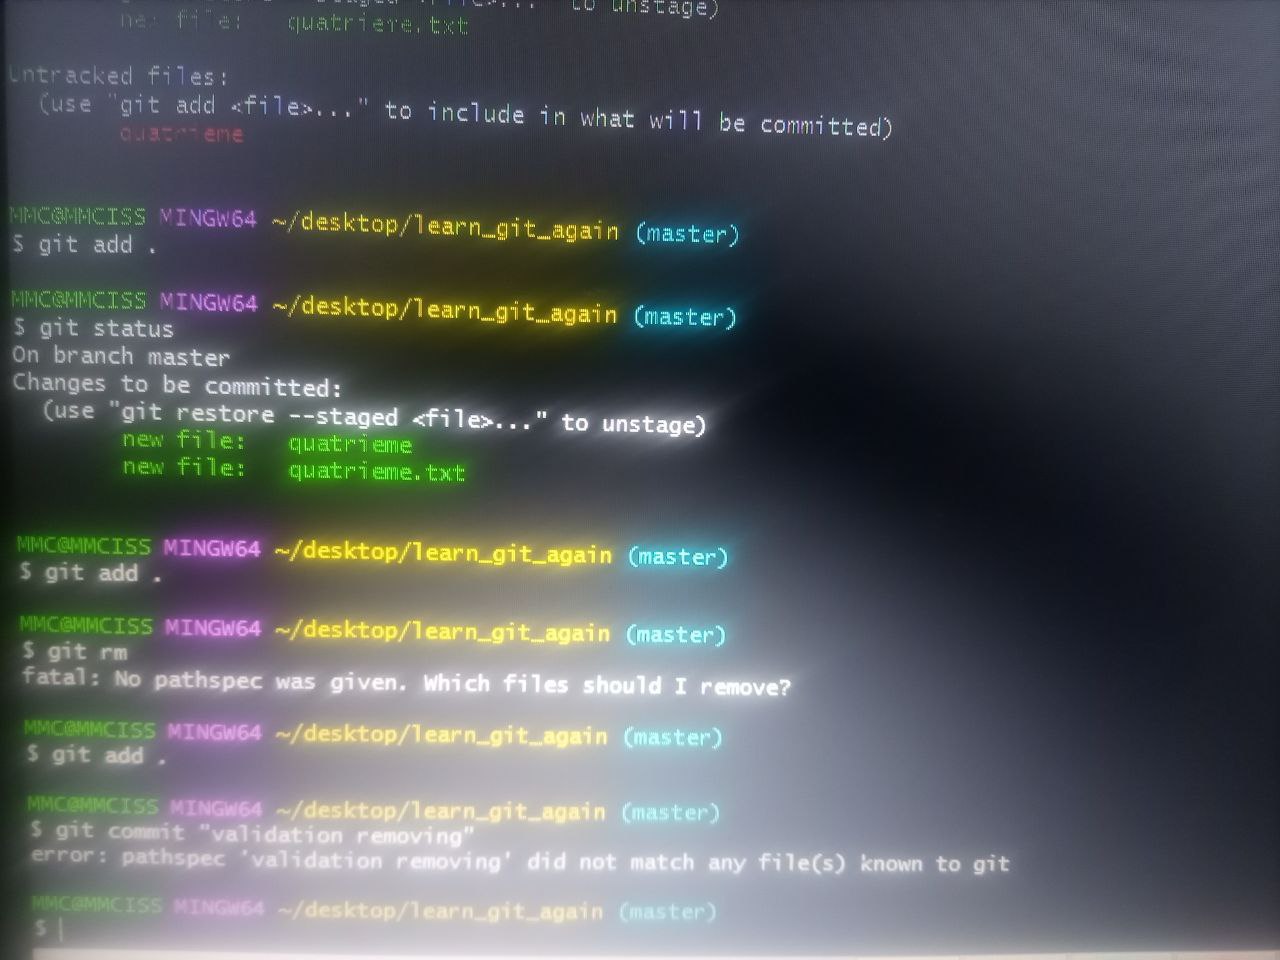 to unstage)
file: quatrieme.txt
Untracked files:
(use "git add <file>..." to include in what will be committed)
quatrieme
MMC@MMCISS MINGW64 ~/desktop/learn_git_again (master)
$ git add .
MMC@MMCISS MINGW64 ~/desktop/learn_git_again (master)
$ git status
On branch master
Changes to be committed:
(use "git restore --staged <file>..." to unstage)
new file: quatrieme
new file: quatrieme.txt
MMC@MMCISS MINGW64 ~/desktop/learn_git_again (master)
$ git add .
MMC@MMCISS MINGW64 ~/desktop/learn_git_again (master)
$ git rm
fatal: No pathspec was given. Which files should I remove?
MMC@MMCISS MINGW64 ~/desktop/learn_git_again (master)
$ git add .
MMC@MMCISS MINGW64 ~/desktop/learn_git_again (master)
$ git commit "validation removing"
error: pathspec 'validation removing' did not match any file(s) known to git
MMC@MMCISS MINGW64 ~/desktop/learn_git_again (master)
$